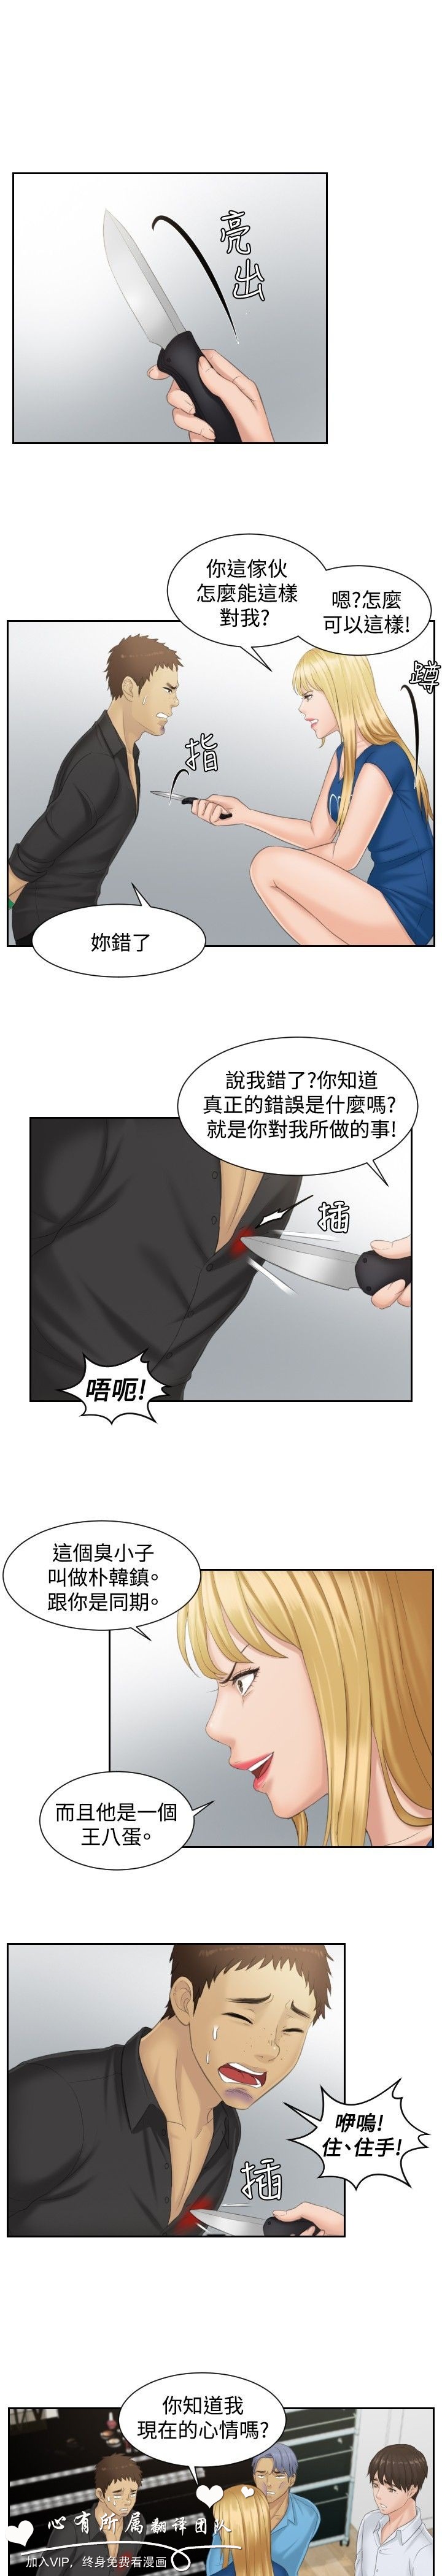 亮出
你這傢伙
怎麼能這樣
對我?
嗯?怎麼
可以這樣!
蹲
指
妳錯了
說我錯了?你知道
真正的錯誤是什麼嗎?
就是你對我所做的事!
插
唔呃!
這個臭小子
叫做朴韓鎮。
跟你是同期。
而且他是一個
王八蛋。
咿嗚!
住、住手!
插
你知道我
現在的心情嗎?
心有所属翻译团队
加入VIP，终身免费看漫画